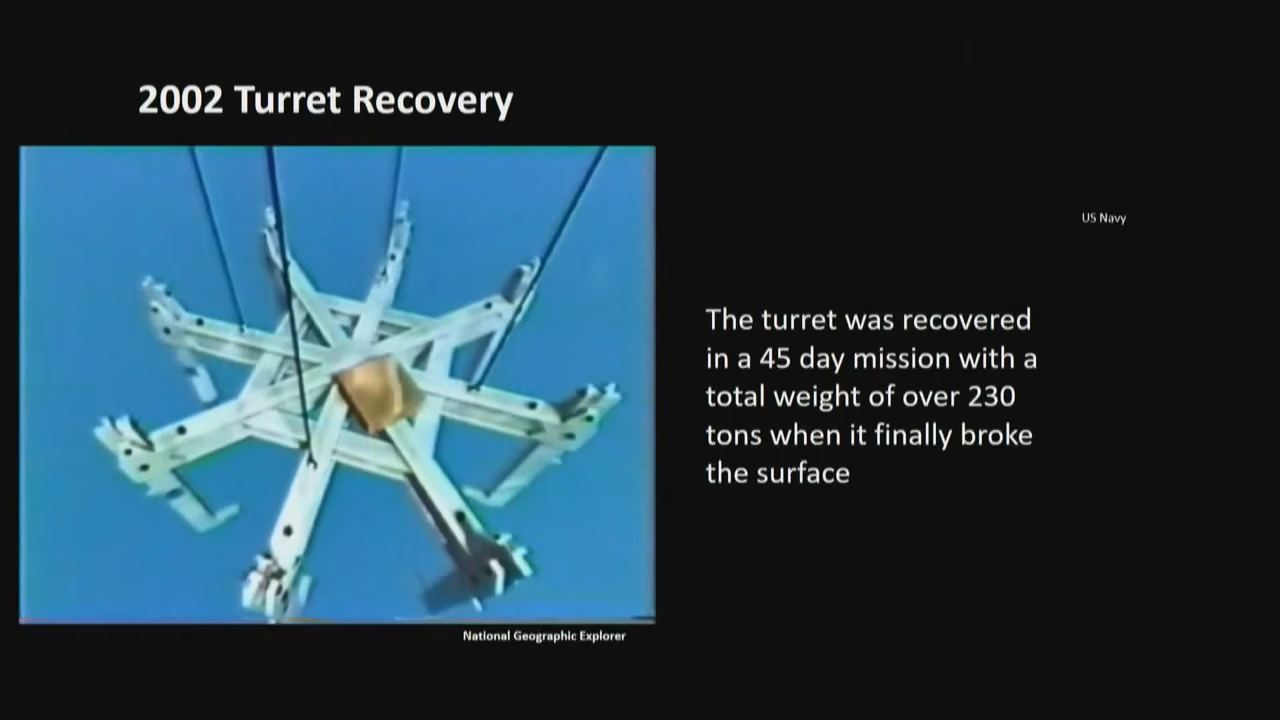 2002 Turret Recovery
US Navy
The turret was recovered
in a 45 day mission with a
total weight of over 230
tons when it finally broke
the surface
National Geographic Explorer